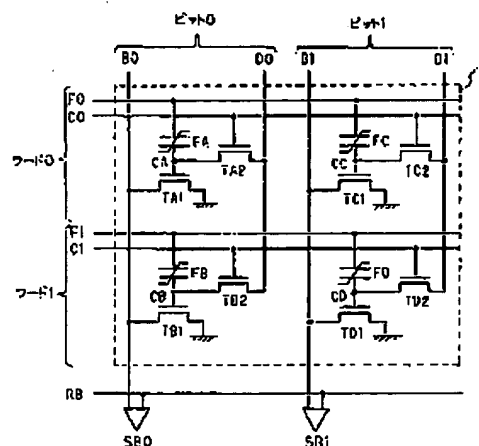 ビット0 ビット1
B0 D0 B1 D1
F0
C0
FA FC
CA TA2 CC TC2
TA1 TC1
ワード0
F1
C1
FB FD
CB TB2 CD TD2
TB1 TD1
ワード1
RB
SB0 SB1